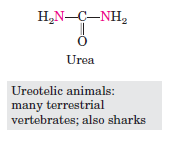 H₂N—C—NH₂
O
Urea
Ureotelic animals:
many terrestrial
vertebrates; also sharks